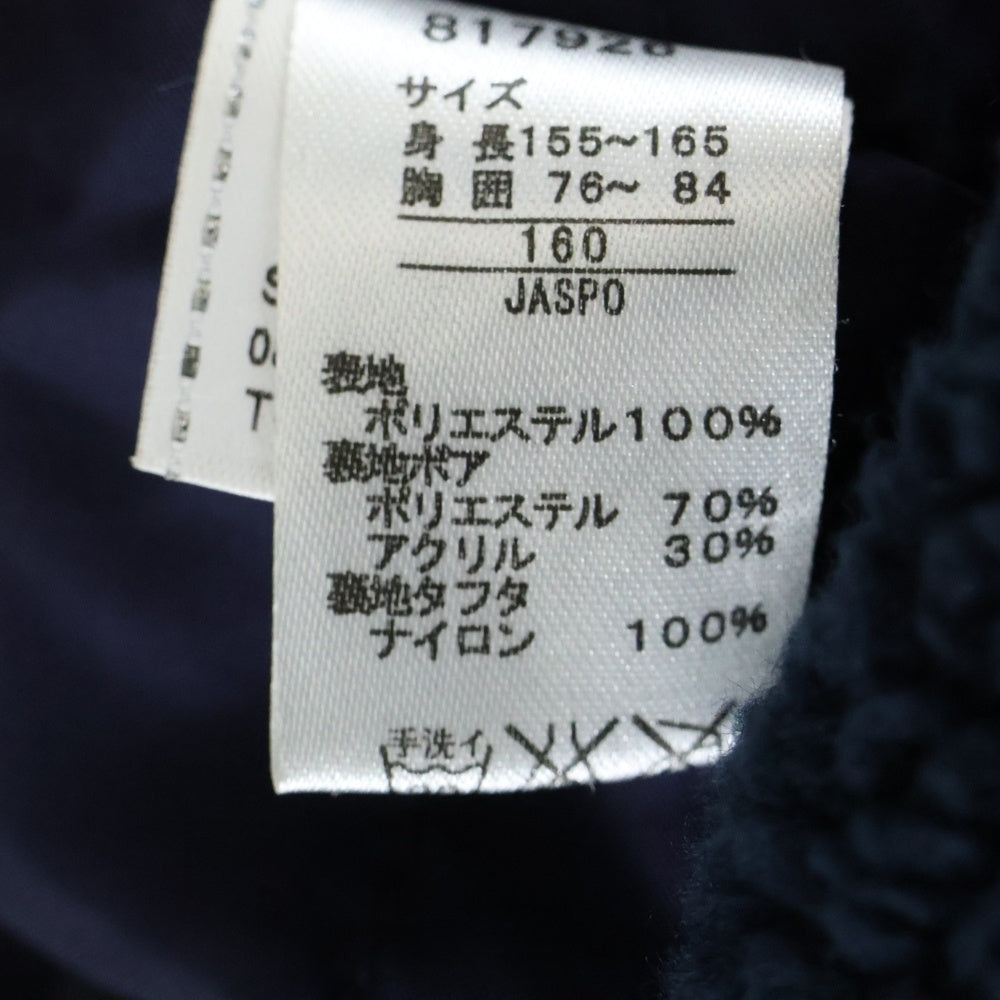 817926
サイズ
身 長155〜165
胸 囲 76〜 84
160
JASPO
表地
ポリエステル100%
裏地ボア
ポリエステル 70%
アクリル 30%
裏地タフタ
ナイロン 100%
手洗イ